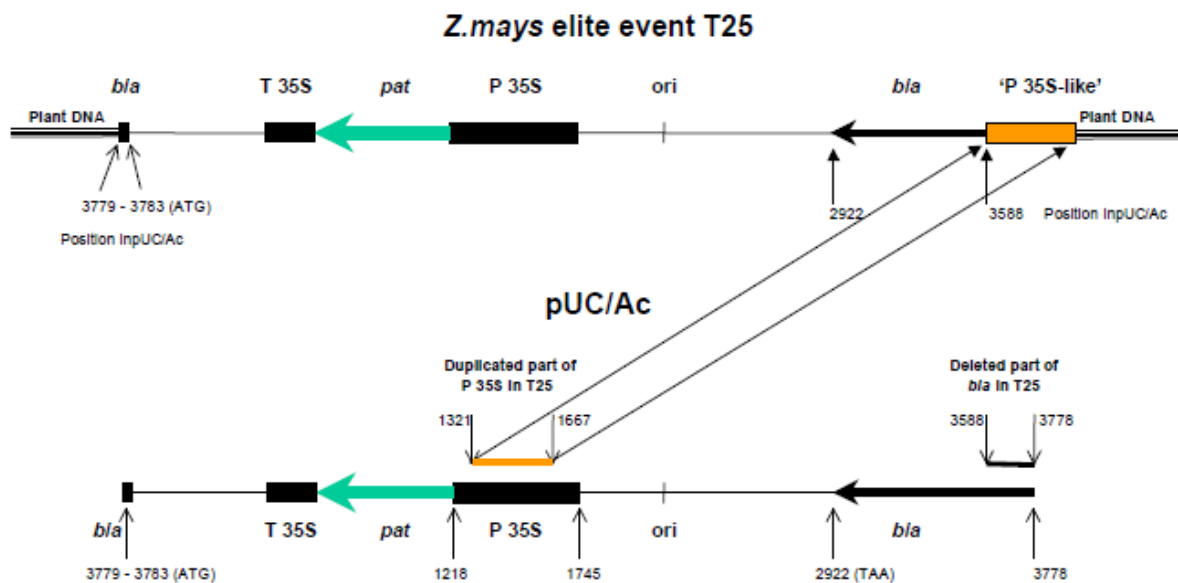 Z.mays elite event T25
bla T 35S pat P 35S ori bla 'P 35S-like'
Plant DNA Plant DNA
3779 - 3783 (ATG) 2922 3588 Position inpUC/Ac
Position inpUC/Ac
pUC/Ac
Duplicated part of Deleted part of
P 35S in T25 bla in T25
1321 1667 3588 3778
bla T 35S pat P 35S ori bla
3779 - 3783 (ATG) 1218 1745 2922 (TAA) 3778